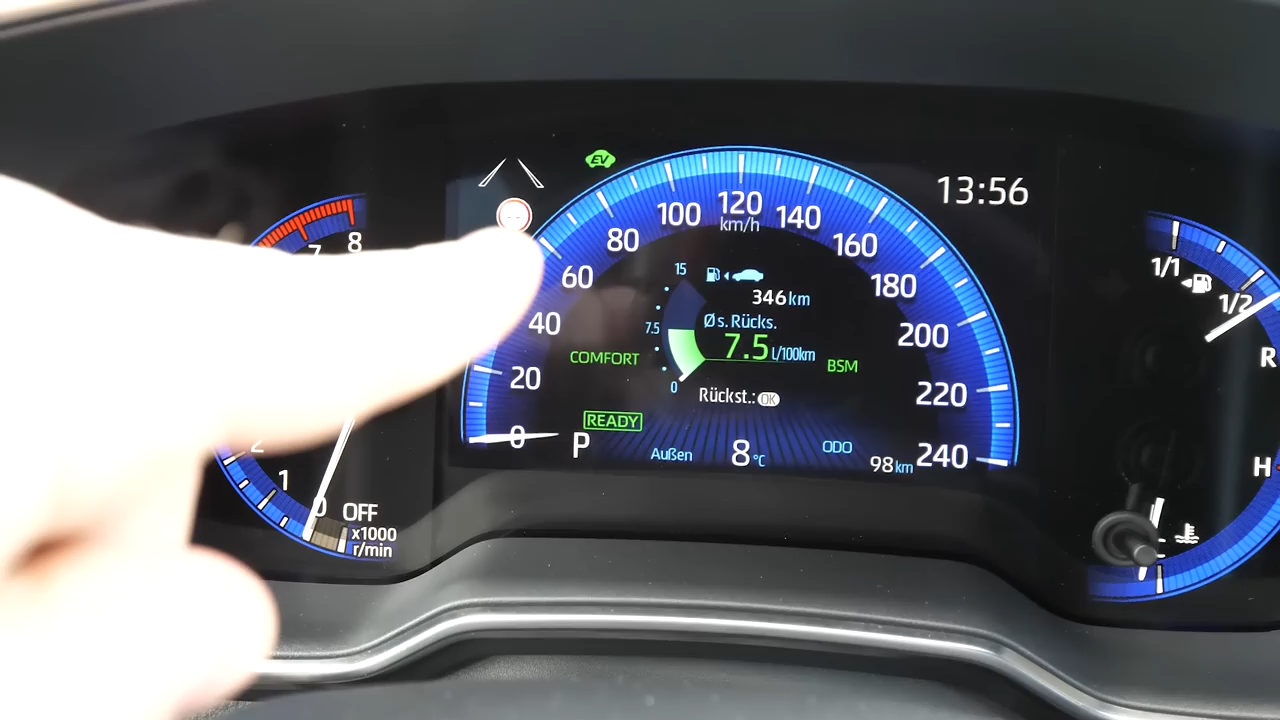 EV
13:56
7
8
2
1
0
OFF
x1000
r/min
0
20
40
60
80
100
120
km/h
140
160
180
200
220
240
15
7.5
0
346 km
Ø s. Rücks.
7.5 L/100km
COMFORT
BSM
Rückst.: OK
READY
P
Außen
8 °C
ODO
98 km
1/1
1/2
R
H